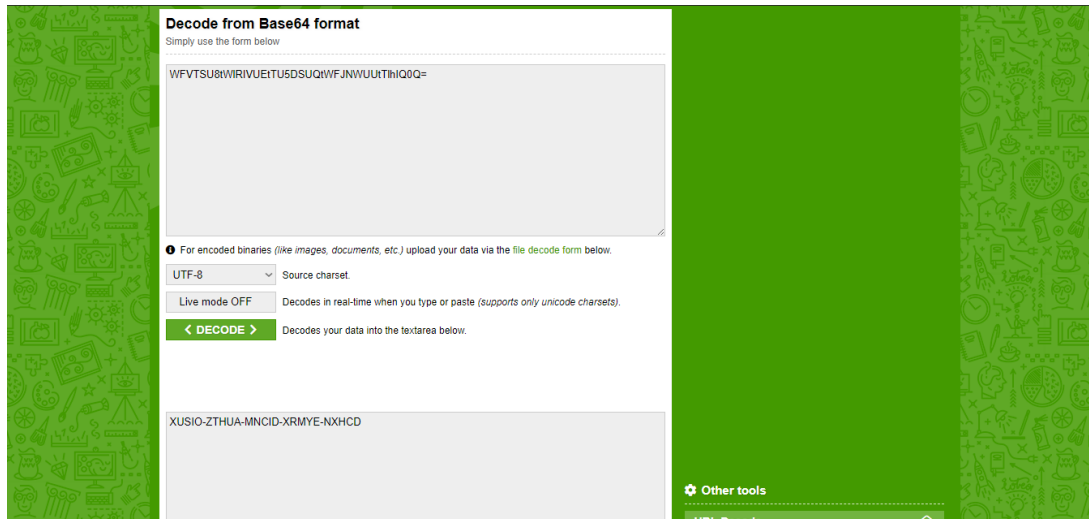 Decode from Base64 format
Simply use the form below
WFVTSU8tWlRIVUEtTU5DSUQtWFJNWUUtTlhIQ0Q=
For encoded binaries (like images, documents, etc.) upload your data via the file decode form below.
UTF-8 Source charset.
Live mode OFF Decodes in real-time when you type or paste (supports only unicode charsets).
< DECODE > Decodes your data into the textarea below.
XUSIO-ZTHUA-MNCID-XRMYE-NXHCD
Other tools